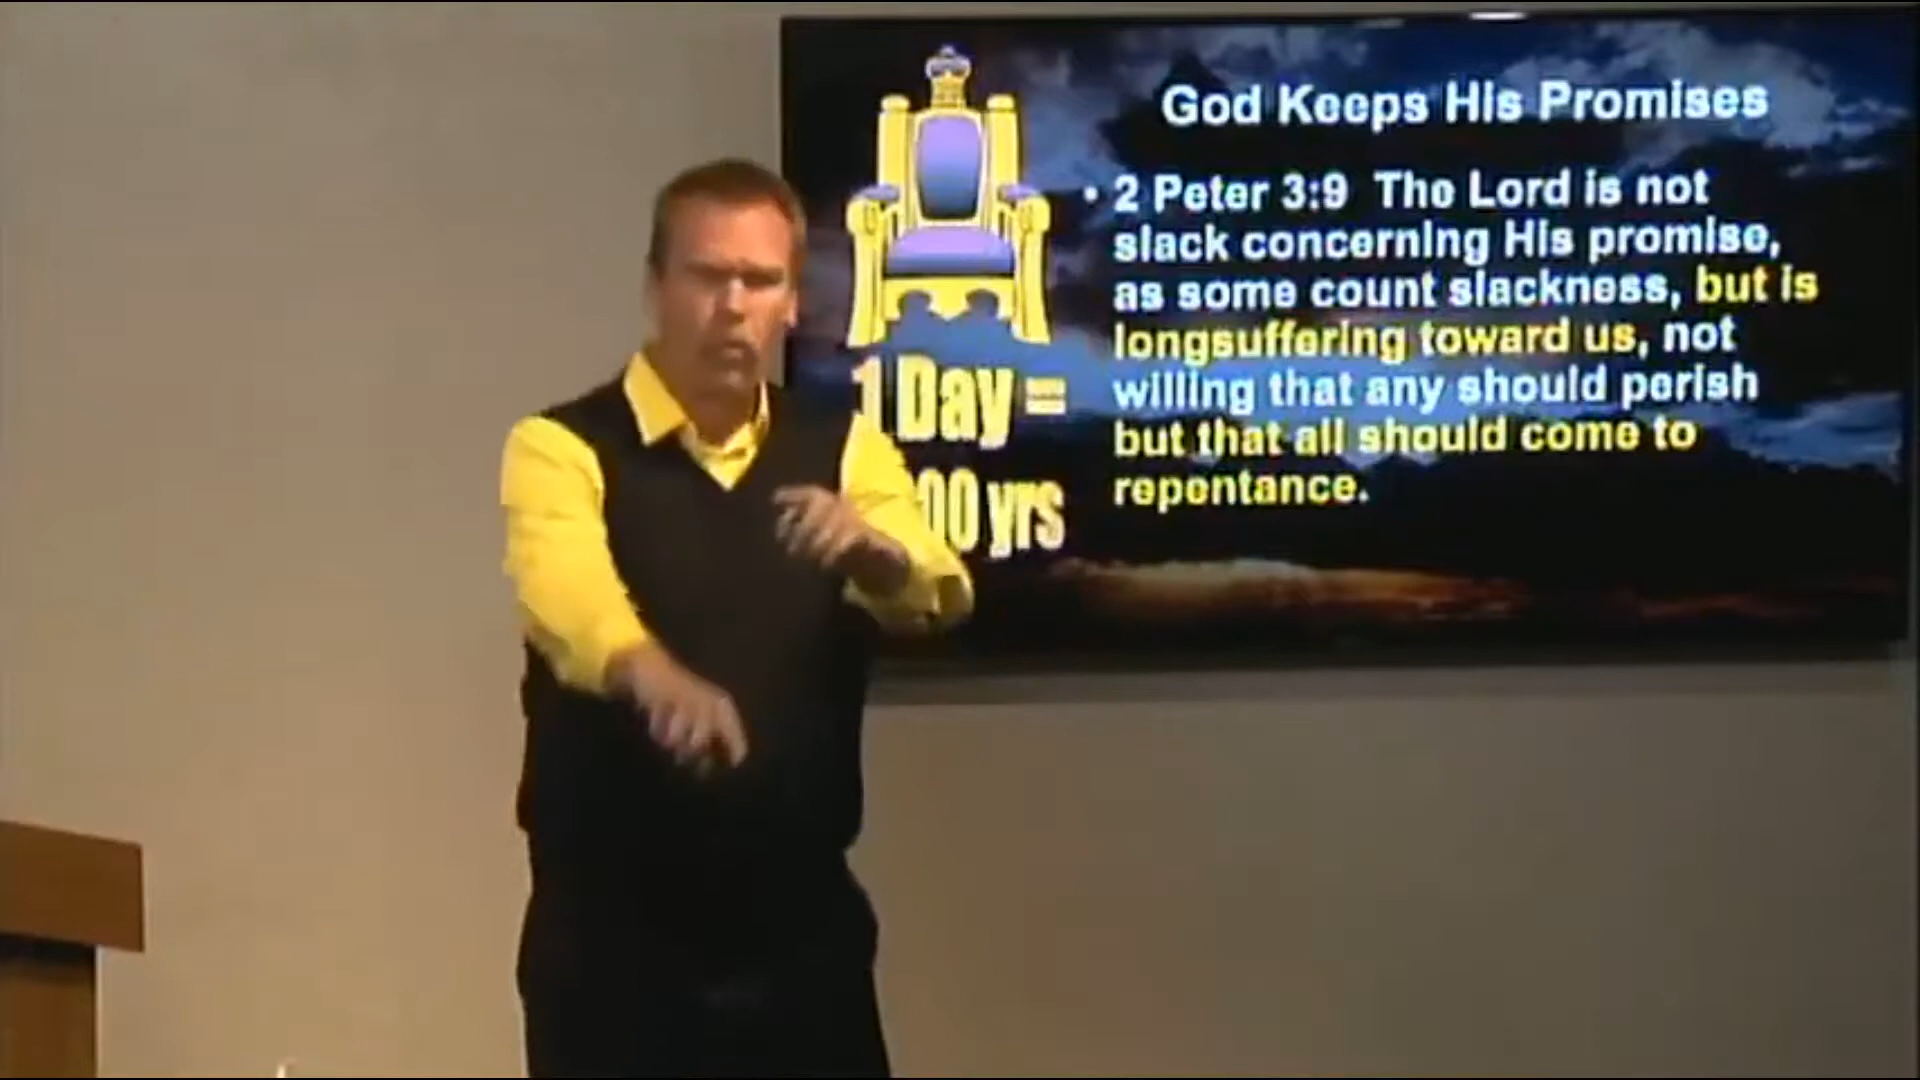 God Keeps His Promises
• 2 Peter 3:9 The Lord is not
slack concerning His promise,
as some count slackness, but is
longsuffering toward us, not
willing that any should perish
but that all should come to
repentance.
1 Day =
00 yrs